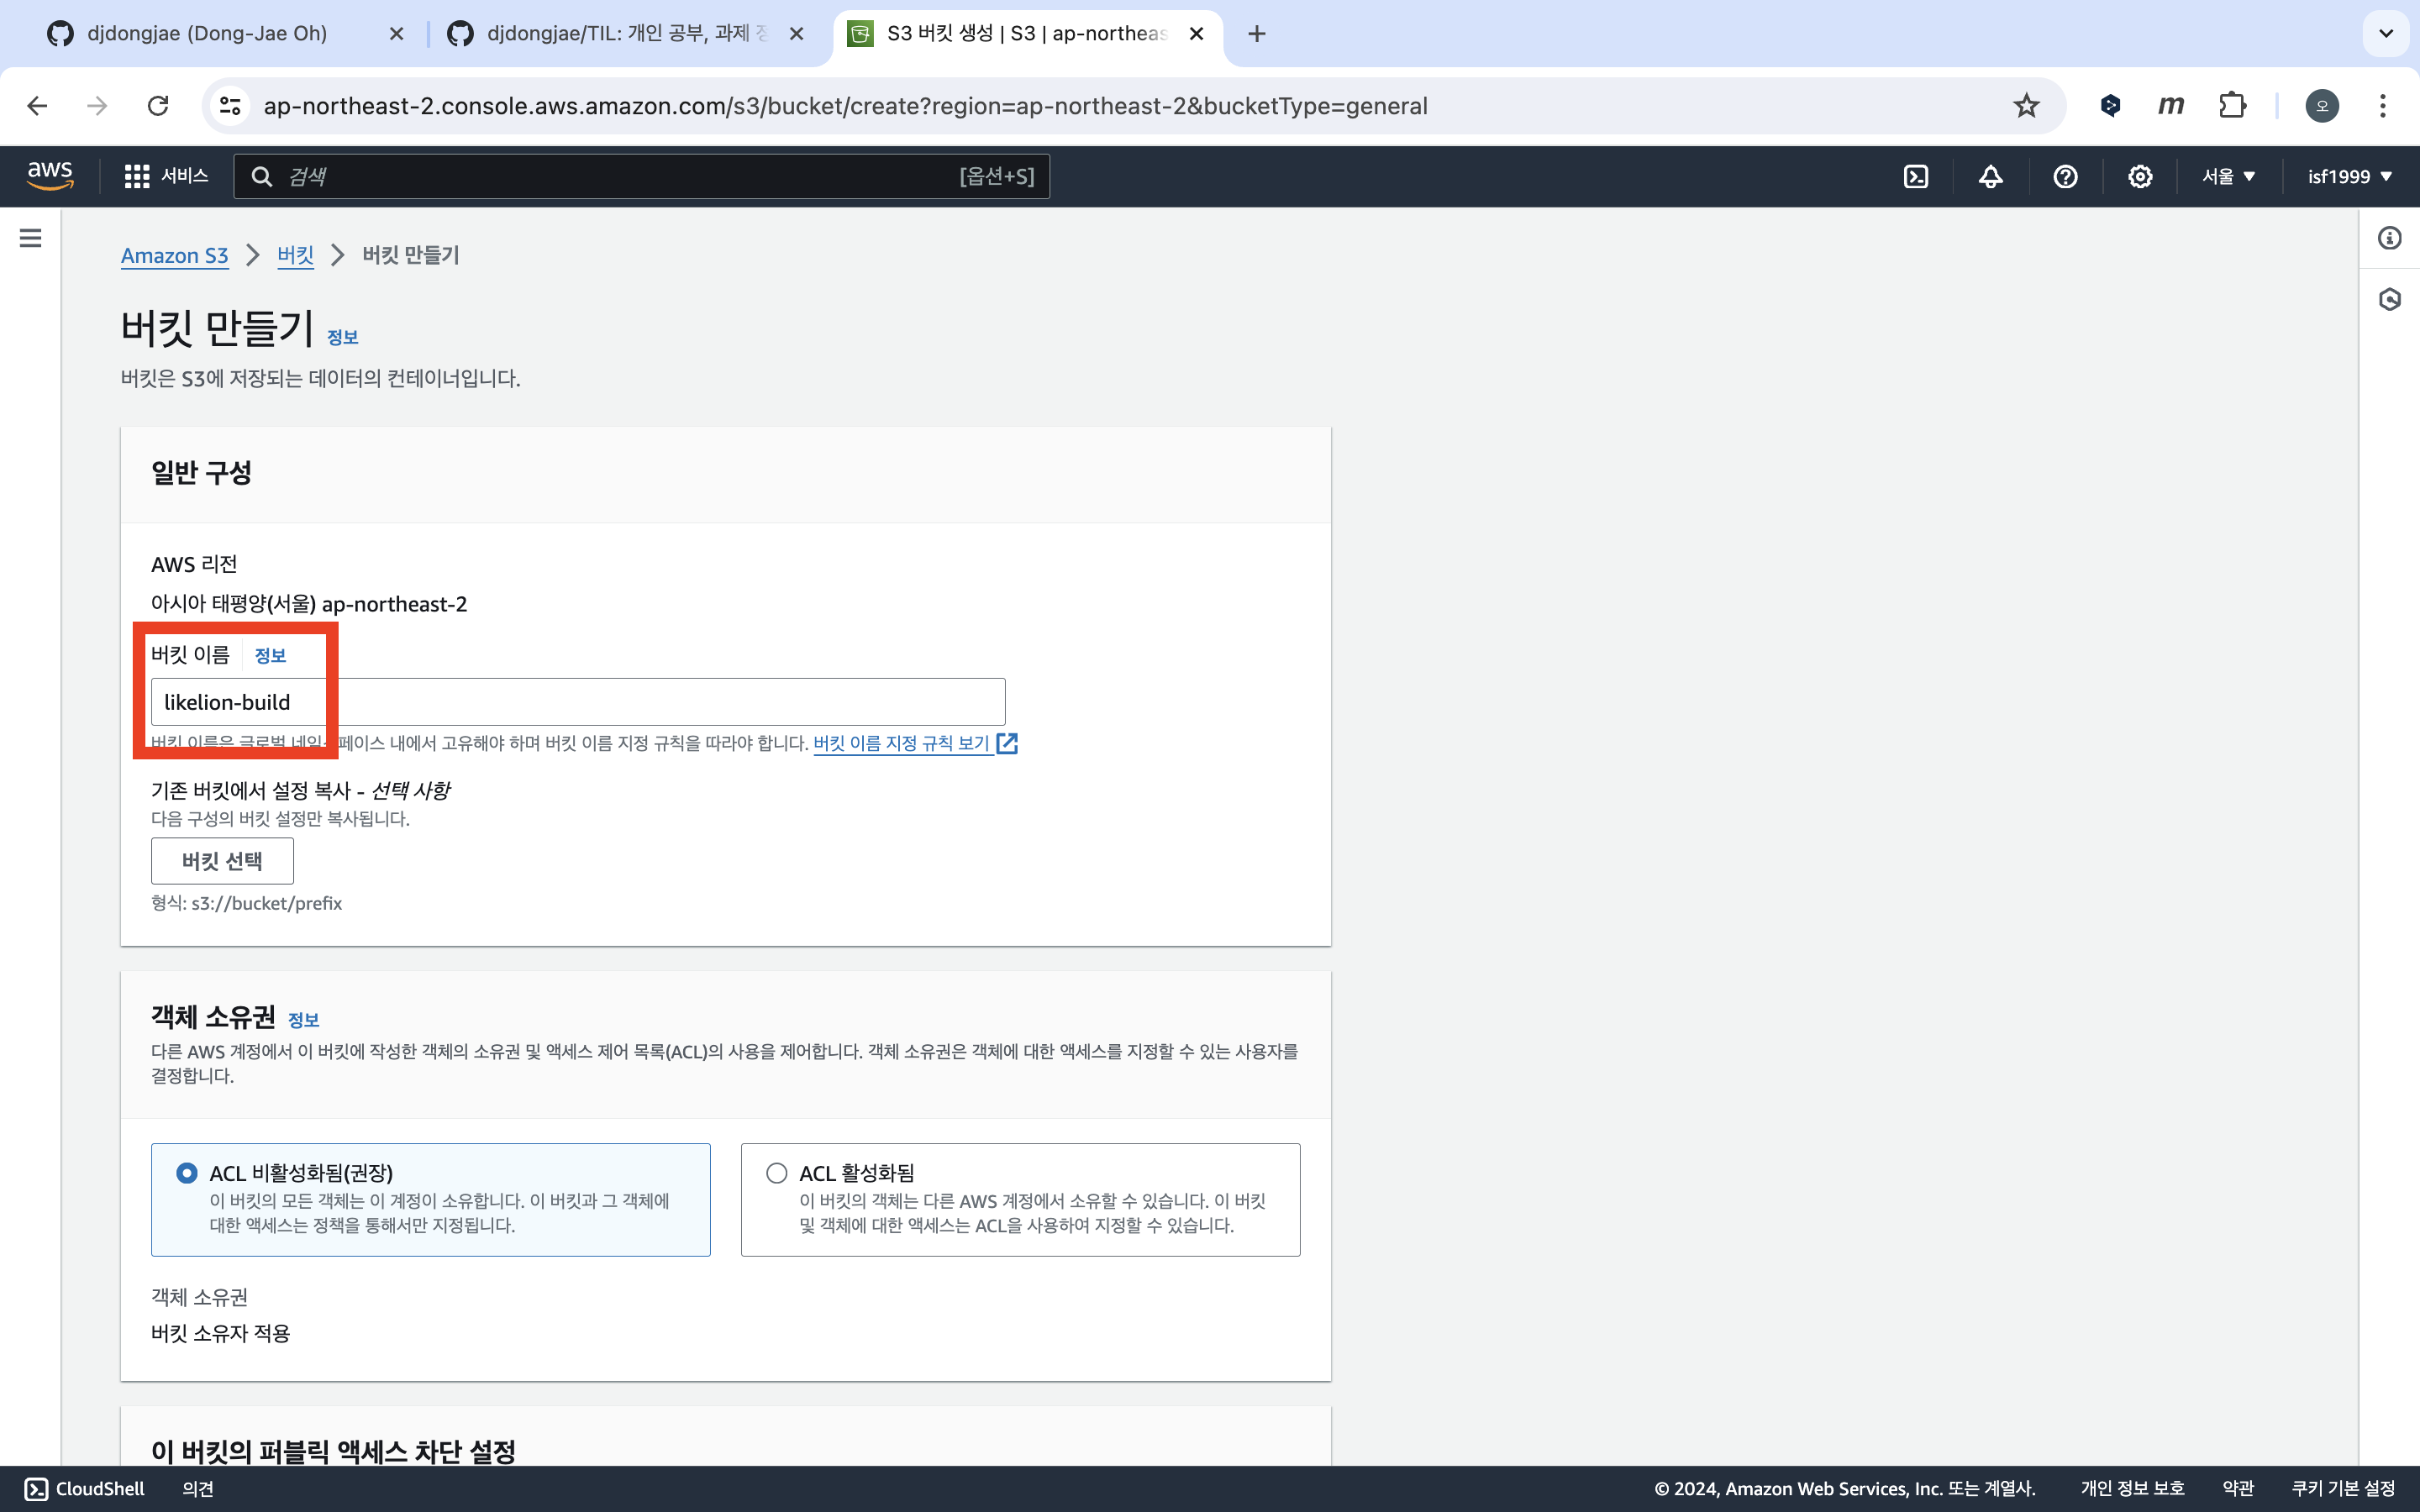 djdongjae (Dong-Jae Oh)
djdongjae/TIL: 개인 공부, 과제
S3 버킷 생성 | S3 | ap-northeas
ap-northeast-2.console.aws.amazon.com/s3/bucket/create?region=ap-northeast-2&bucketType=general
m
오
aws
서비스
검색
[옵션+S]
서울
isf1999
Amazon S3
버킷
버킷 만들기
버킷 만들기 정보
버킷은 S3에 저장되는 데이터의 컨테이너입니다.
일반 구성
AWS 리전
아시아 태평양(서울) ap-northeast-2
버킷 이름 정보
likelion-build
버킷 이름은 글로벌 네임스페이스 내에서 고유해야 하며 버킷 이름 지정 규칙을 따라야 합니다. 버킷 이름 지정 규칙 보기
기존 버킷에서 설정 복사 - 선택 사항
다음 구성의 버킷 설정만 복사됩니다.
버킷 선택
형식: s3://bucket/prefix
객체 소유권 정보
다른 AWS 계정에서 이 버킷에 작성한 객체의 소유권 및 액세스 제어 목록(ACL)의 사용을 제어합니다. 객체 소유권은 객체에 대한 액세스를 지정할 수 있는 사용자를
결정합니다.
ACL 비활성화됨(권장)
이 버킷의 모든 객체는 이 계정이 소유합니다. 이 버킷과 그 객체에
대한 액세스는 정책을 통해서만 지정됩니다.
ACL 활성화됨
이 버킷의 객체는 다른 AWS 계정에서 소유할 수 있습니다. 이 버킷
및 객체에 대한 액세스는 ACL을 사용하여 지정할 수 있습니다.
객체 소유권
버킷 소유자 적용
이 버킷의 퍼블릭 액세스 차단 설정
CloudShell
의견
© 2024, Amazon Web Services, Inc. 또는 계열사.
개인 정보 보호
약관
쿠키 기본 설정